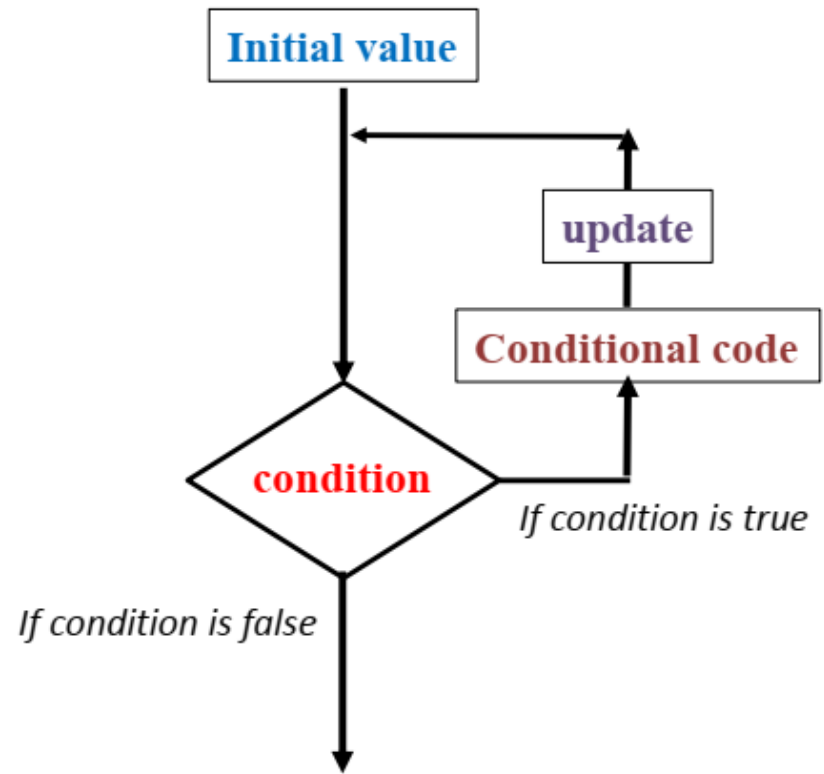 Initial value
update
Conditional code
condition
If condition is true
If condition is false